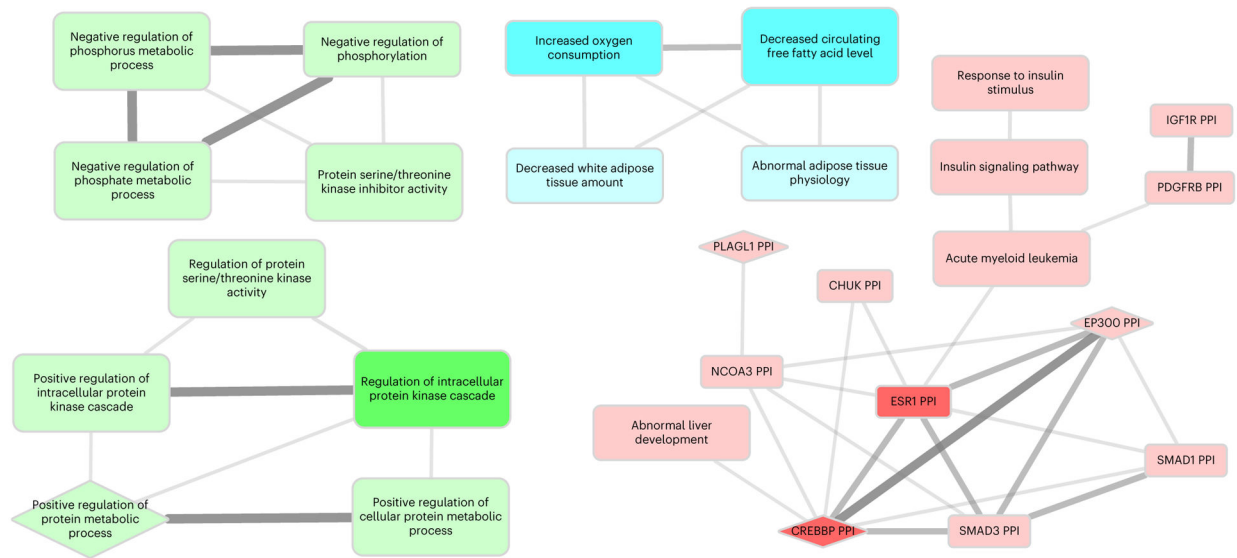 Negative regulation of
phosphorus metabolic
process
Negative regulation of
phosphorylation
Negative regulation of
phosphate metabolic
process
Protein serine/threonine
kinase inhibitor activity
Increased oxygen
consumption
Decreased circulating
free fatty acid level
Decreased white adipose
tissue amount
Abnormal adipose tissue
physiology
Response to insulin
stimulus
IGF1R PPI
Insulin signaling pathway
PDGFRB PPI
Acute myeloid leukemia
PLAGL1 PPI
CHUK PPI
EP300 PPI
NCOA3 PPI
ESR1 PPI
Abnormal liver
development
SMAD1 PPI
CREBBP PPI
SMAD3 PPI
Regulation of protein
serine/threonine kinase
activity
Positive regulation of
intracellular protein
kinase cascade
Regulation of intracellular
protein kinase cascade
Positive regulation of
protein metabolic
process
Positive regulation of
cellular protein metabolic
process